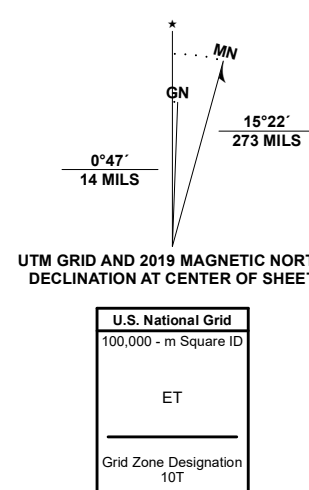 ★
MN
GN
15°22´
273 MILS
0°47´
14 MILS
UTM GRID AND 2019 MAGNETIC NORT
DECLINATION AT CENTER OF SHEET
U.S. National Grid
100,000 - m Square ID
ET
Grid Zone Designation
10T